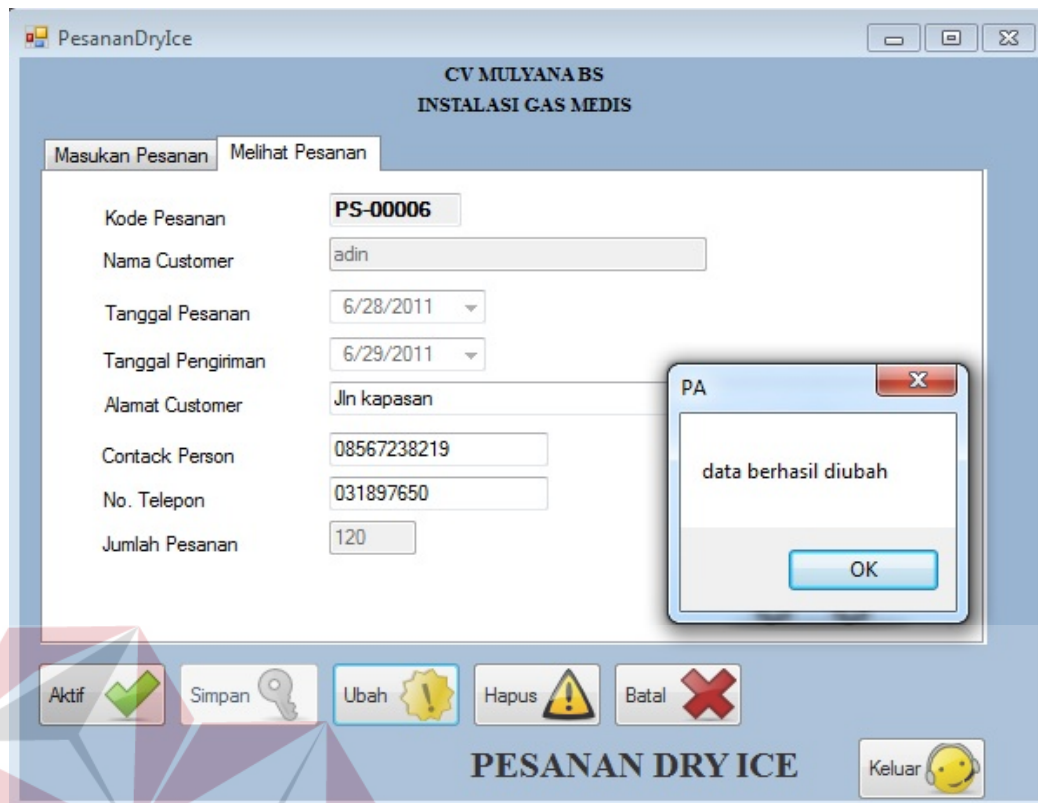 PesananDryIce
CV MULYANA BS
INSTALASI GAS MEDIS
Masukan Pesanan Melihat Pesanan
Kode Pesanan PS-00006
Nama Customer adin
Tanggal Pesanan 6/28/2011
Tanggal Pengiriman 6/29/2011
Alamat Customer Jln kapasan
Contack Person 08567238219
No. Telepon 031897650
Jumlah Pesanan 120
PA
data berhasil diubah
OK
Aktif Simpan Ubah Hapus Batal
PESANAN DRY ICE
Keluar